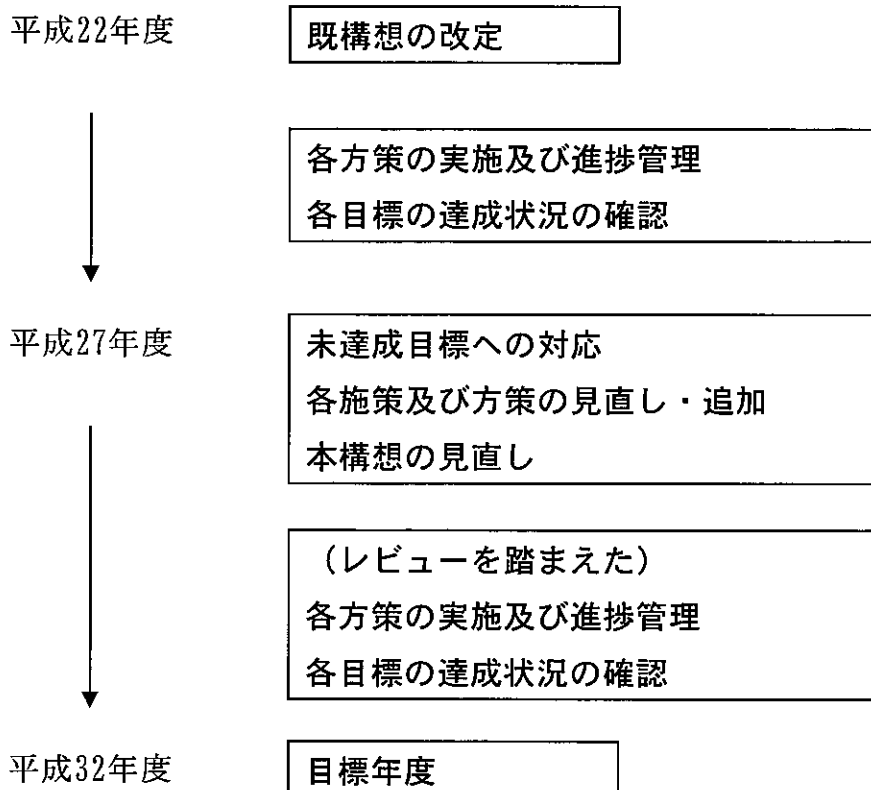 平成22年度
既構想の改定
各方策の実施及び進捗管理
各目標の達成状況の確認
平成27年度
未達成目標への対応
各施策及び方策の見直し・追加
本構想の見直し
（レビューを踏まえた）
各方策の実施及び進捗管理
各目標の達成状況の確認
平成32年度
目標年度